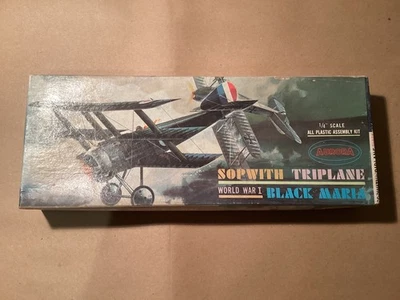 ¼" SCALE
ALL PLASTIC ASSEMBLY KIT
AURORA
SOPWITH TRIPLANE
WORLD WAR I BLACK MARIA